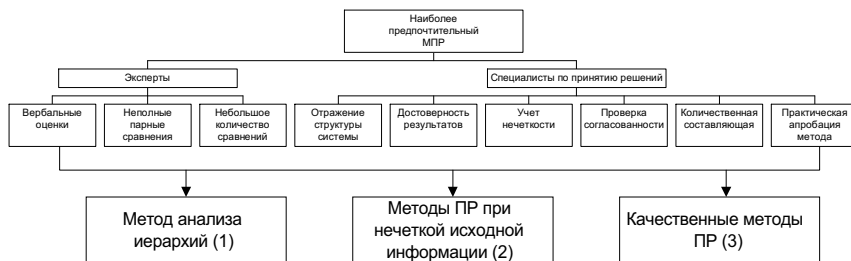 Наиболее
предпочтительный
МПР
Эксперты
Специалисты по принятию решений
Вербальные
оценки
Неполные
парные
сравнения
Небольшое
количество
сравнений
Отражение
структуры
системы
Достоверность
результатов
Учет
нечеткости
Проверка
согласованности
Количественная
составляющая
Практическая
апробация
метода
Метод анализа
иерархий (1)
Методы ПР при
нечеткой исходной
информации (2)
Качественные методы
ПР (3)